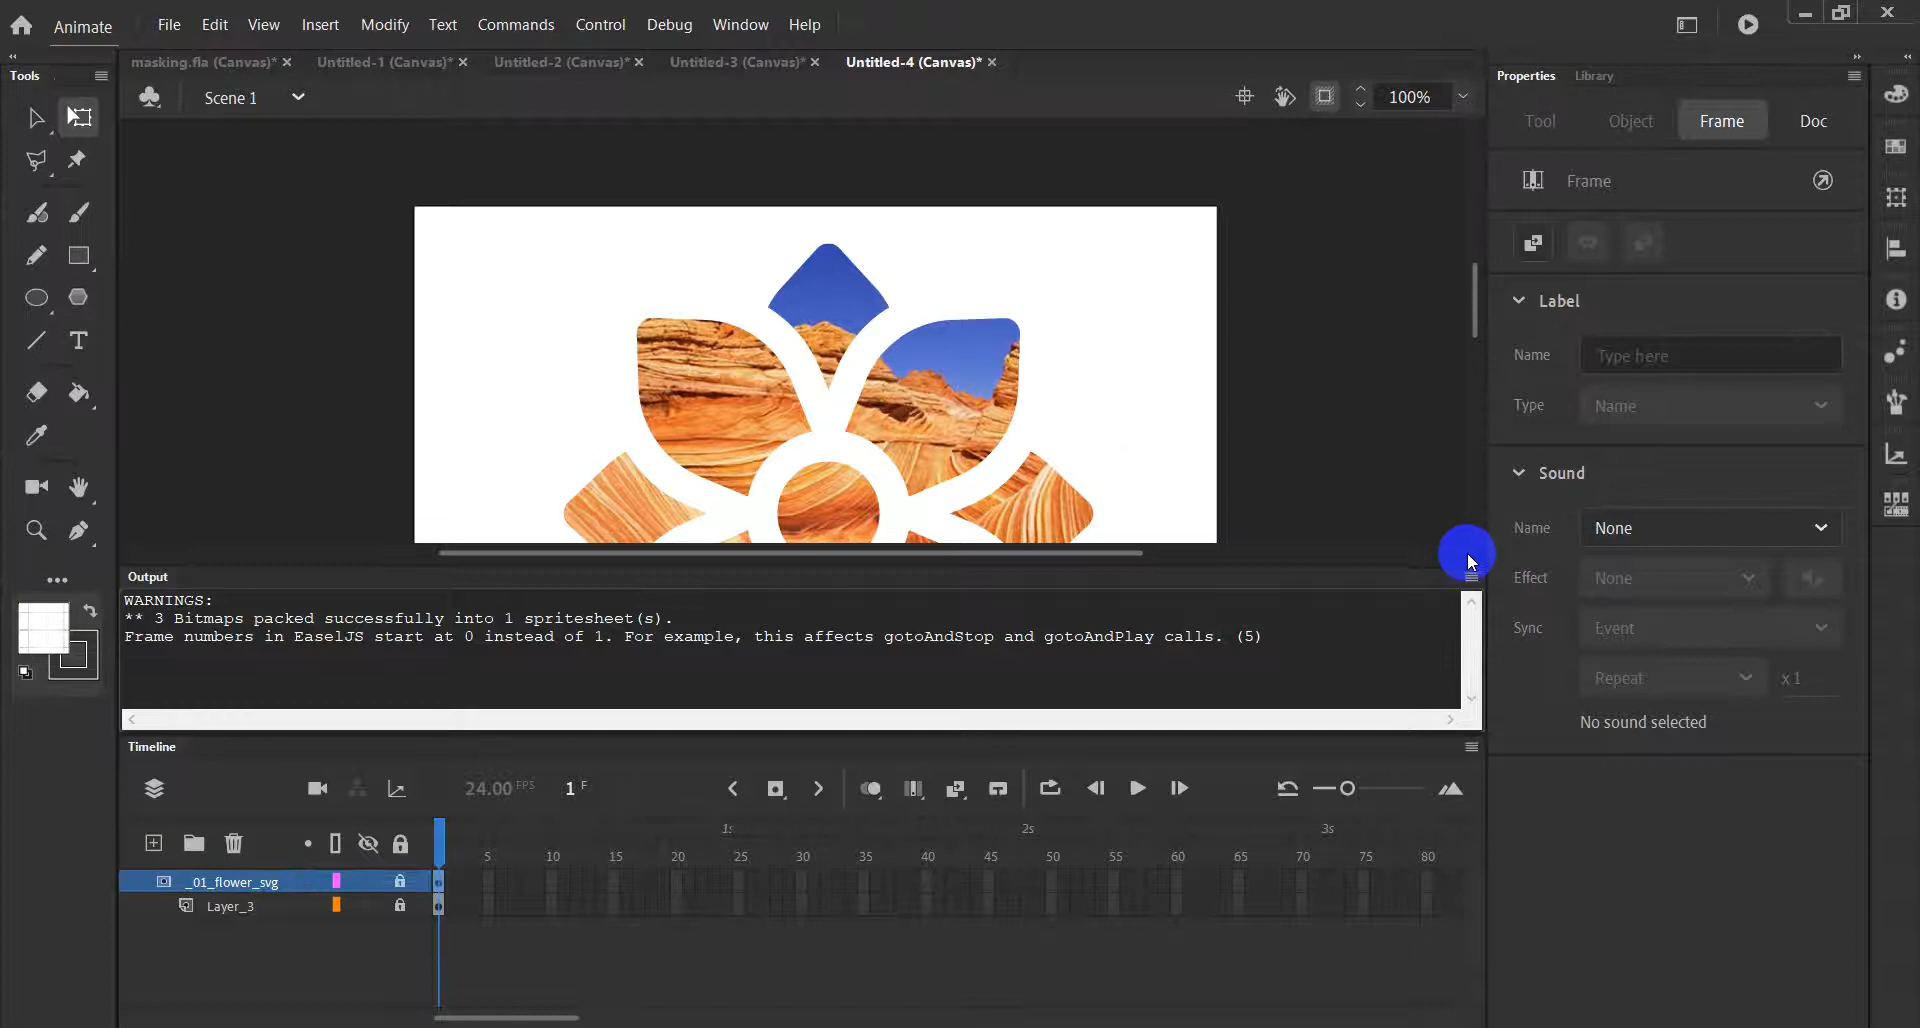 Animate File Edit View Insert Modify Text Commands Control Debug Window Help
masking.fla (Canvas)* Untitled-1 (Canvas)* Untitled-2 (Canvas)* Untitled-3 (Canvas)* Untitled-4 (Canvas)*
Tools
Scene 1
100%
Properties Library
Tool Object Frame Doc
Frame
Label
Name Type here
Type Name
Sound
Name None
Effect None
Sync Event
Repeat x 1
No sound selected
Output
WARNINGS:
** 3 Bitmaps packed successfully into 1 spritesheet(s).
Frame numbers in EaselJS start at 0 instead of 1. For example, this affects gotoAndStop and gotoAndPlay calls. (5)
Timeline
24.00 FPS 1 F
1s 2s 3s
5 10 15 20 25 30 35 40 45 50 55 60 65 70 75 80
_01_flower_svg
Layer_3